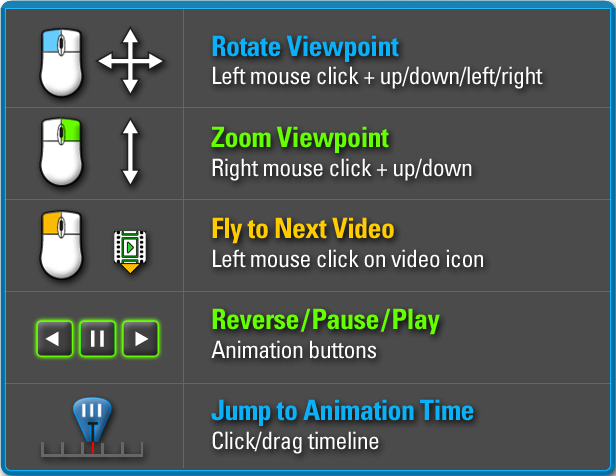 Rotate Viewpoint
Left mouse click + up/down/left/right
Zoom Viewpoint
Right mouse click + up/down
Fly to Next Video
Left mouse click on video icon
Reverse/Pause/Play
Animation buttons
Jump to Animation Time
Click/drag timeline